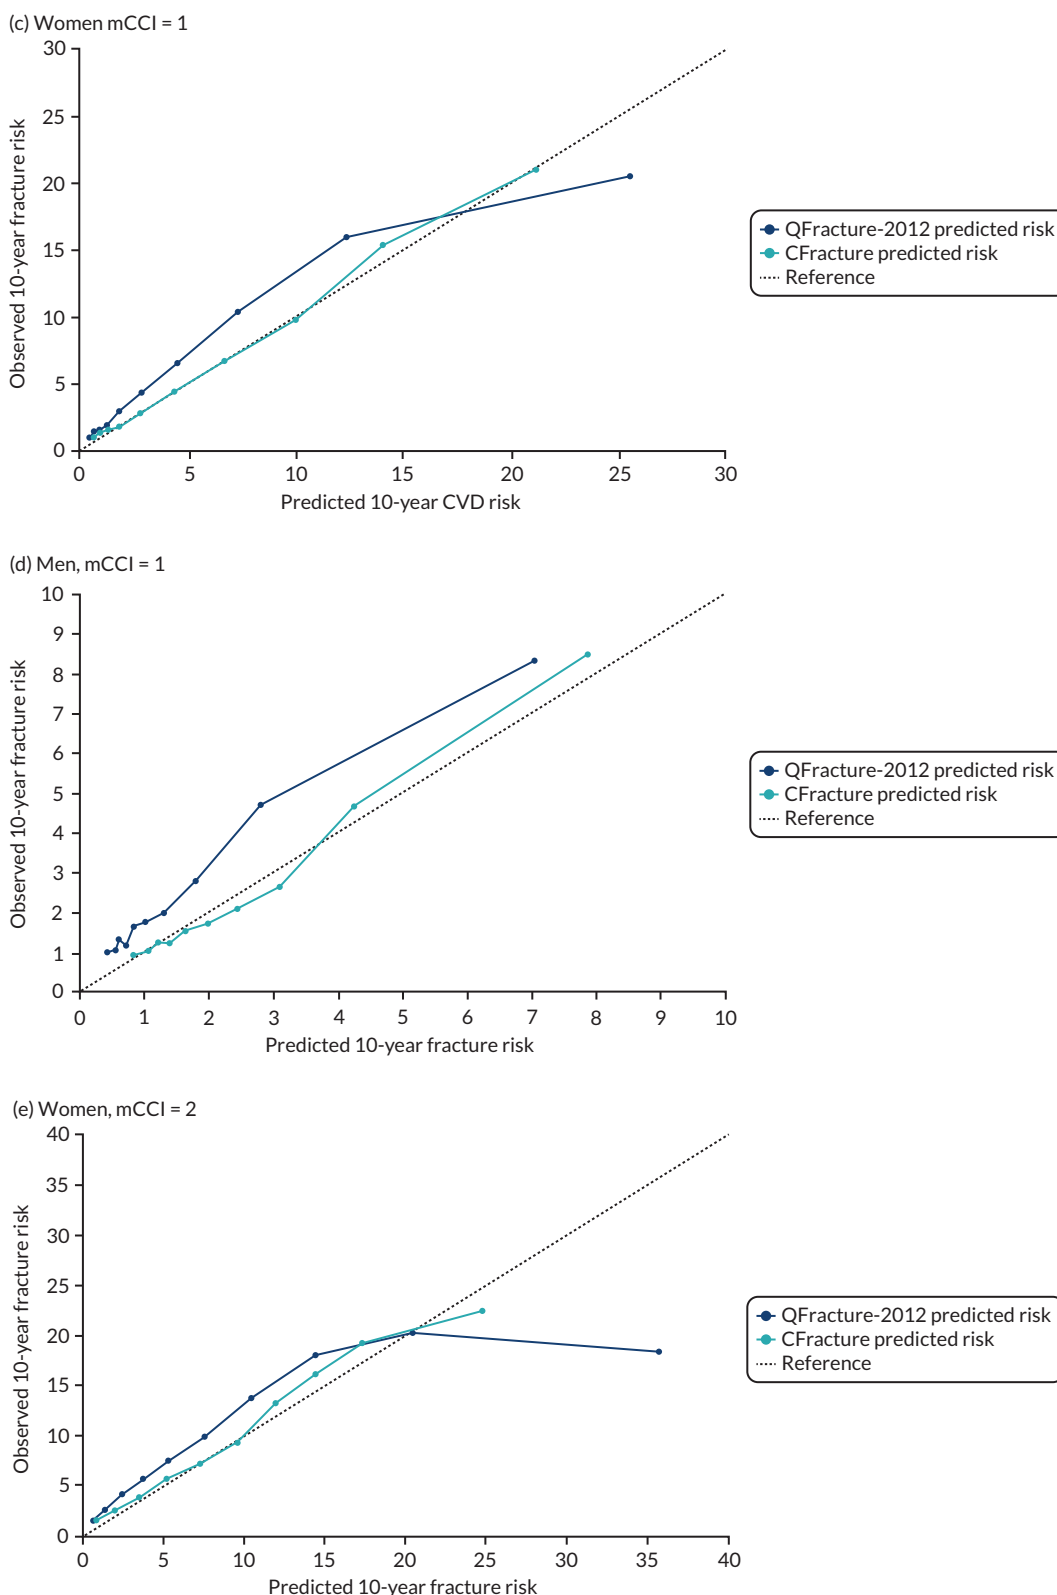 (c) Women mCCI = 1
30
25
20
15
10
5
0
Observed 10-year fracture risk
0 5 10 15 20 25 30
Predicted 10-year CVD risk
QFracture-2012 predicted risk
CFracture predicted risk
Reference
(d) Men, mCCI = 1
10
9
8
7
6
5
4
3
2
1
0
Observed 10-year fracture risk
0 1 2 3 4 5 6 7 8 9 10
Predicted 10-year fracture risk
QFracture-2012 predicted risk
CFracture predicted risk
Reference
(e) Women, mCCI = 2
40
35
30
25
20
15
10
5
0
Observed 10-year fracture risk
0 5 10 15 20 25 30 35 40
Predicted 10-year fracture risk
QFracture-2012 predicted risk
CFracture predicted risk
Reference